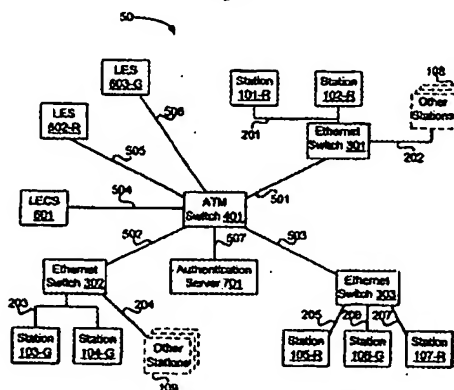 50
LES
603-G
Station
101-R
Station
102-R
108
Other
Stations
LES
602-R
506
201
Ethernet
Switch 301
202
505
LECS
601
504
ATM
Switch 401
501
502
507
503
Ethernet
Switch 302
Authentication
Server 701
Ethernet
Switch 303
203
204
205
206
207
Station
103-G
Station
104-G
Other
Stations
Station
105-R
Station
106-G
Station
107-R
109